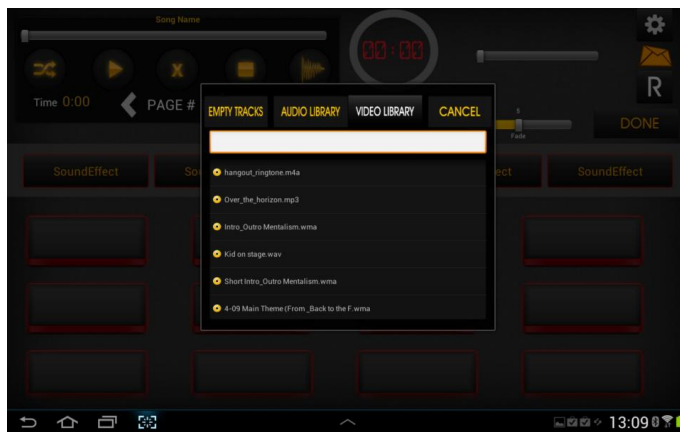 Song Name
00:00
Time 0:00
PAGE #
R
EMPTY TRACKS
AUDIO LIBRARY
VIDEO LIBRARY
CANCEL
Fade
DONE
SoundEffect
So
ect
SoundEffect
hangout_ringtone.m4a
Over_the_horizon.mp3
Intro_Outro Mentalism.wma
Kid on stage.wav
Short Intro_Outro Mentalism.wma
4-09 Main Theme (From _Back to the F.wma
13:09